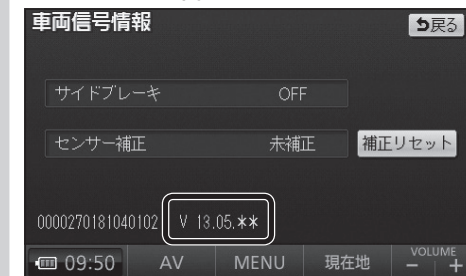 車両信号情報
戻る
サイドブレーキ OFF
センサー補正 未補正 補正リセット
0000270181040102 V 13.05.**
09:50 AV MENU 現在地 VOLUME － ＋